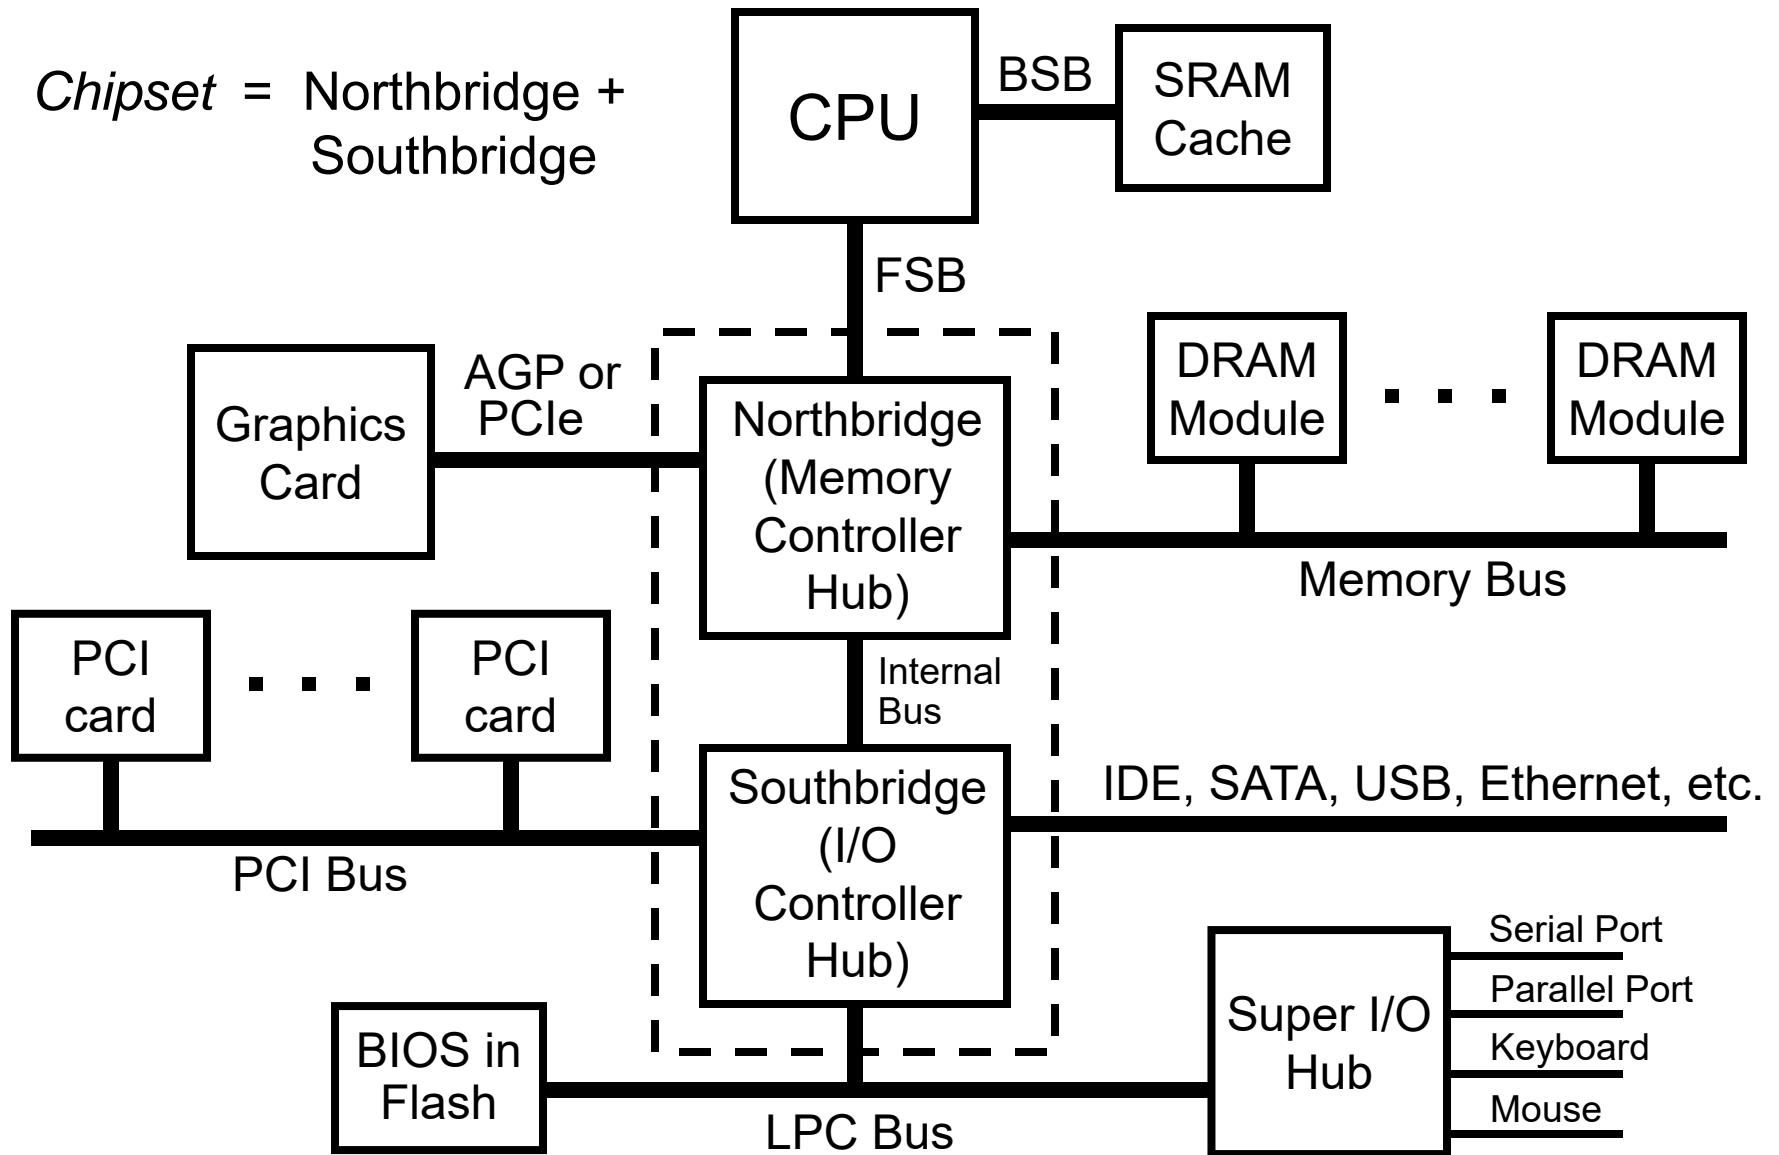 Chipset = Northbridge +
Southbridge
CPU
BSB
SRAM
Cache
FSB
Graphics
Card
AGP or
PCIe
Northbridge
(Memory
Controller
Hub)
DRAM
Module
DRAM
Module
Memory Bus
PCI
card
PCI
card
Internal
Bus
PCI Bus
Southbridge
(I/O
Controller
Hub)
IDE, SATA, USB, Ethernet, etc.
BIOS in
Flash
LPC Bus
Super I/O
Hub
Serial Port
Parallel Port
Keyboard
Mouse